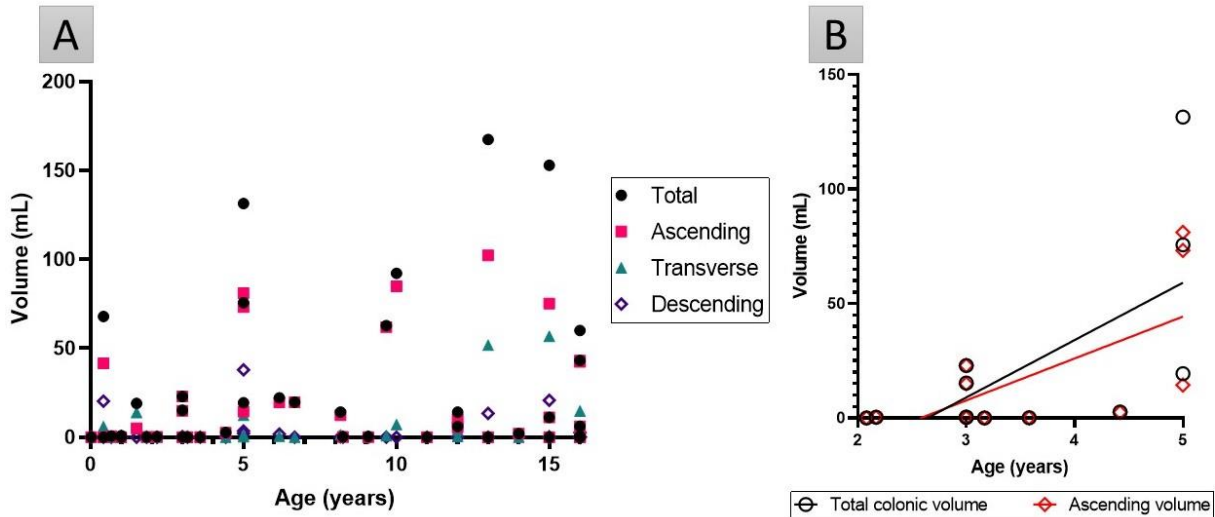 A
B
200
150
100
50
0
0
5
10
15
Volume (mL)
Age (years)
Total
Ascending
Transverse
Descending
150
100
50
0
2
3
4
5
Volume (mL)
Age (years)
Total colonic volume
Ascending volume